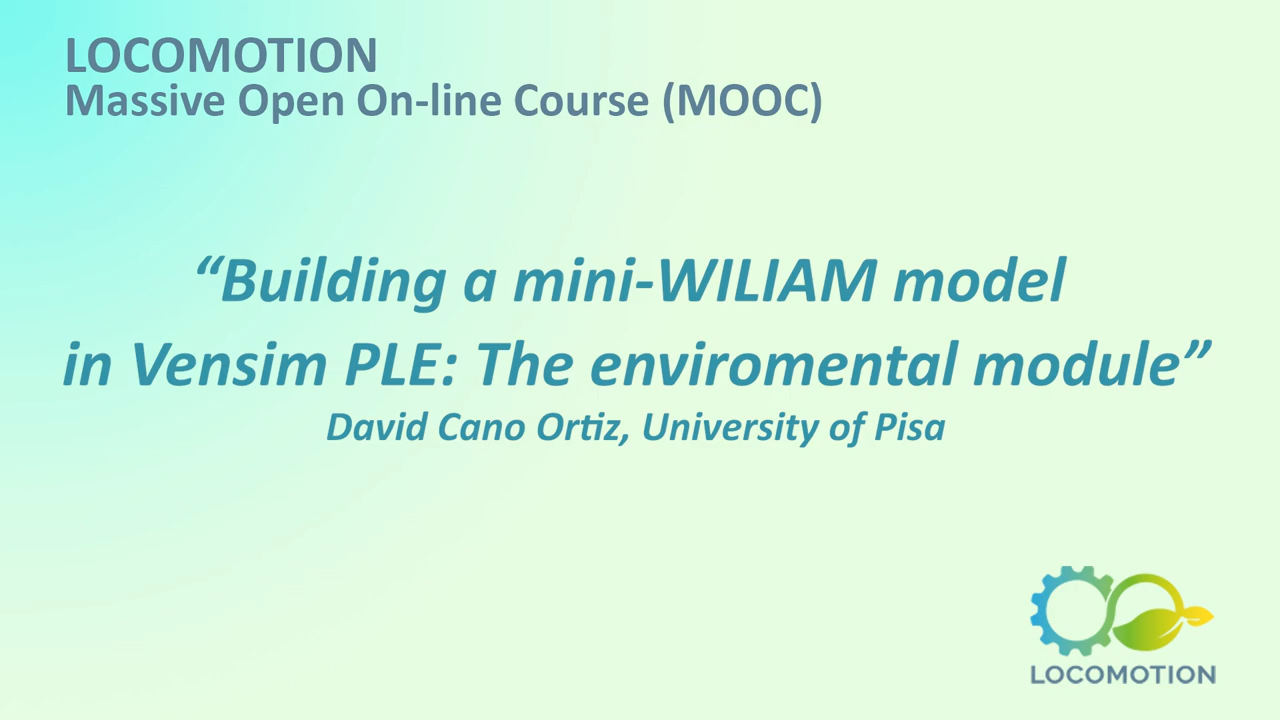 LOCOMOTION
Massive Open On-line Course (MOOC)
“Building a mini-WILIAM model
in Vensim PLE: The enviromental module”
David Cano Ortiz, University of Pisa
LOCOMOTION